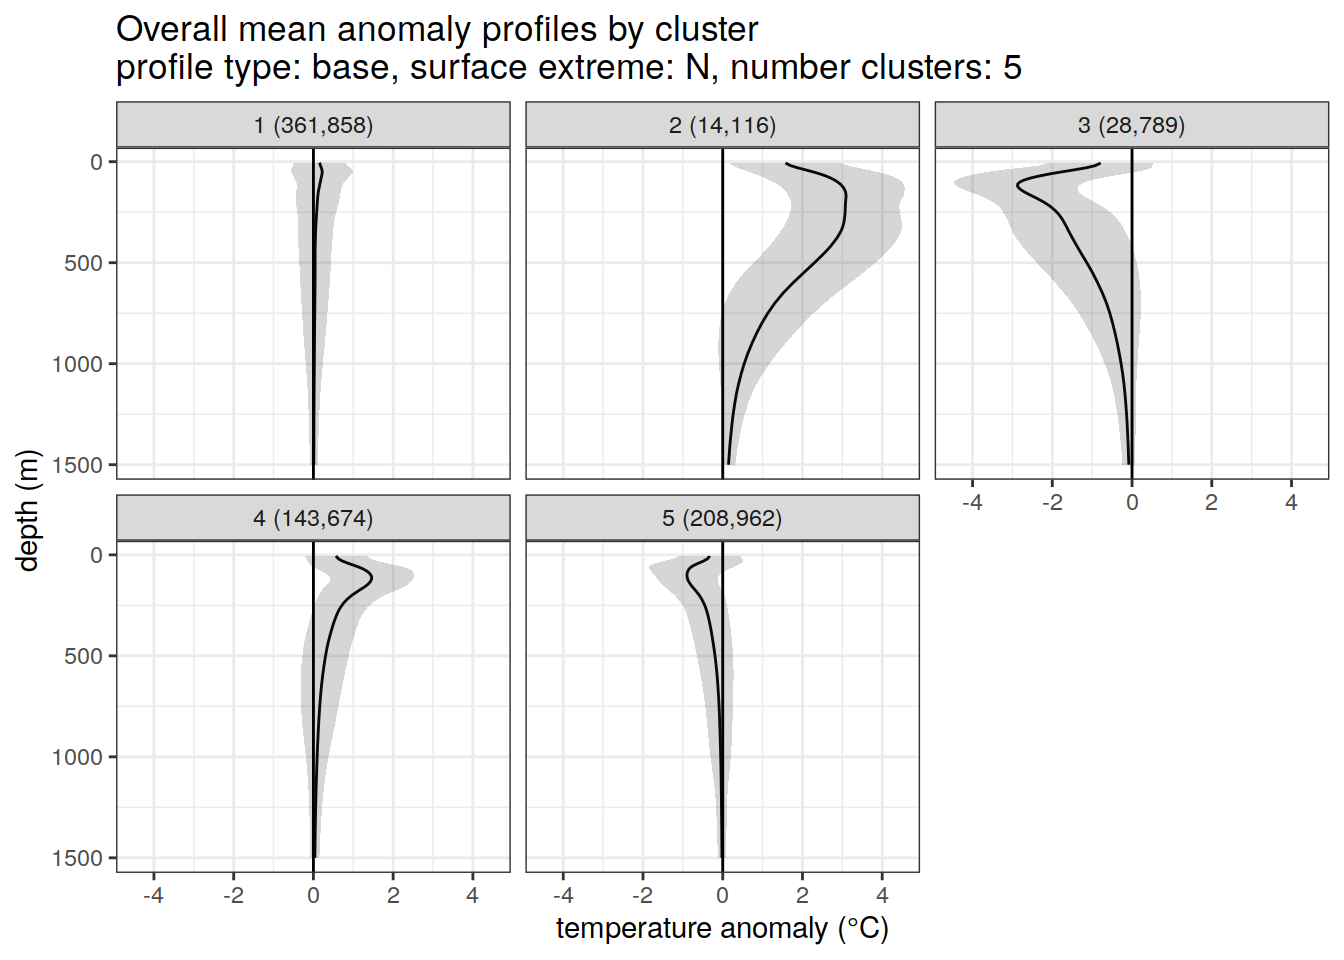 Overall mean anomaly profiles by cluster
profile type: base, surface extreme: N, number clusters: 5
1 (361,858)
2 (14,116)
3 (28,789)
0
500
1000
1500
-4 -2 0 2 4
depth (m)
4 (143,674)
5 (208,962)
0
500
1000
1500
-4 -2 0 2 4
-4 -2 0 2 4
temperature anomaly (°C)